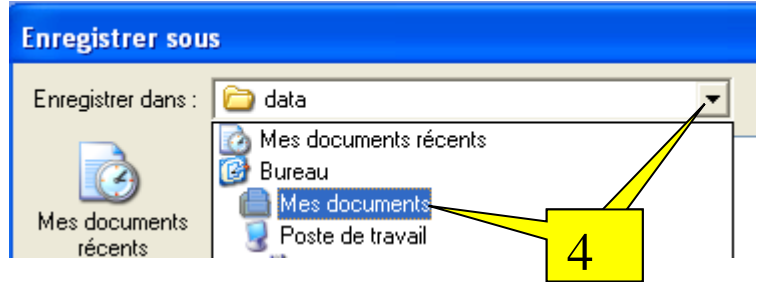 Enregistrer sous
Enregistrer dans :
data
Mes documents récents
Bureau
Mes documents
Poste de travail
Mes documents
récents
4